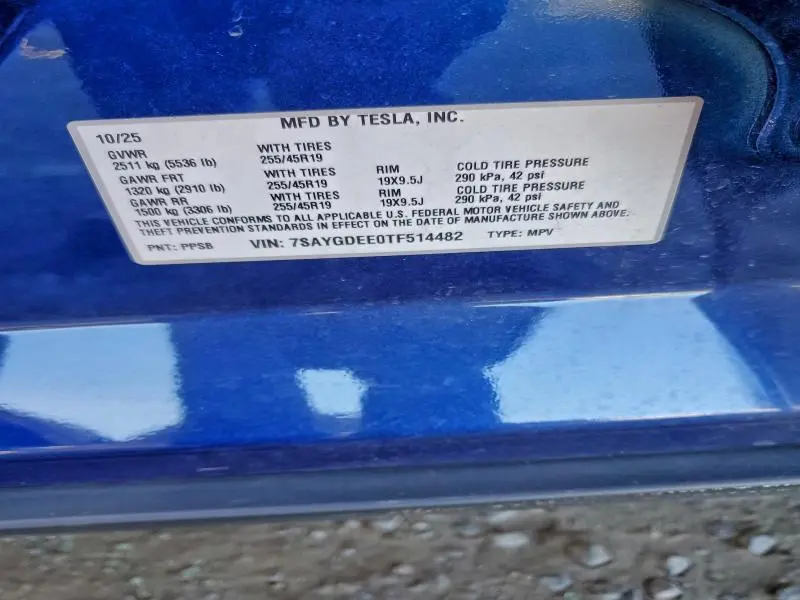 MFD BY TESLA, INC.
10/25
GVWR WITH TIRES
2511 kg (5536 lb) 255/45R19
GAWR FRT WITH TIRES RIM COLD TIRE PRESSURE
1320 kg (2910 lb) 255/45R19 19X9.5J 290 kPa, 42 psi
GAWR RR WITH TIRES RIM COLD TIRE PRESSURE
1500 kg (3306 lb) 255/45R19 19X9.5J 290 kPa, 42 psi
THIS VEHICLE CONFORMS TO ALL APPLICABLE U.S. FEDERAL MOTOR VEHICLE SAFETY AND
THEFT PREVENTION STANDARDS IN EFFECT ON THE DATE OF MANUFACTURE SHOWN ABOVE.
PNT: PPSB VIN: 7SAYGDEE0TF514482 TYPE: MPV